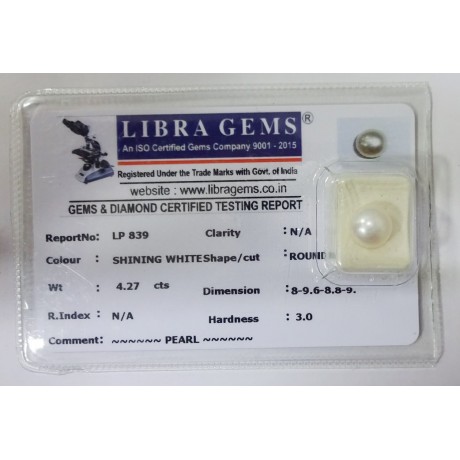 LIBRA GEMS®
An ISO Certified Gems Company 9001 - 2015
Registered Under the Trade Marks with Govt. of India
website : www.libragems.co.in
GEMS & DIAMOND CERTIFIED TESTING REPORT
ReportNo: LP 839 Clarity : N/A
Colour : SHINING WHITE Shape/cut : ROUND
Wt : 4.27 cts Dimension : 8-9.6-8.8-9.
R.Index : N/A Hardness : 3.0
Comment: ~~~~~~ PEARL ~~~~~~